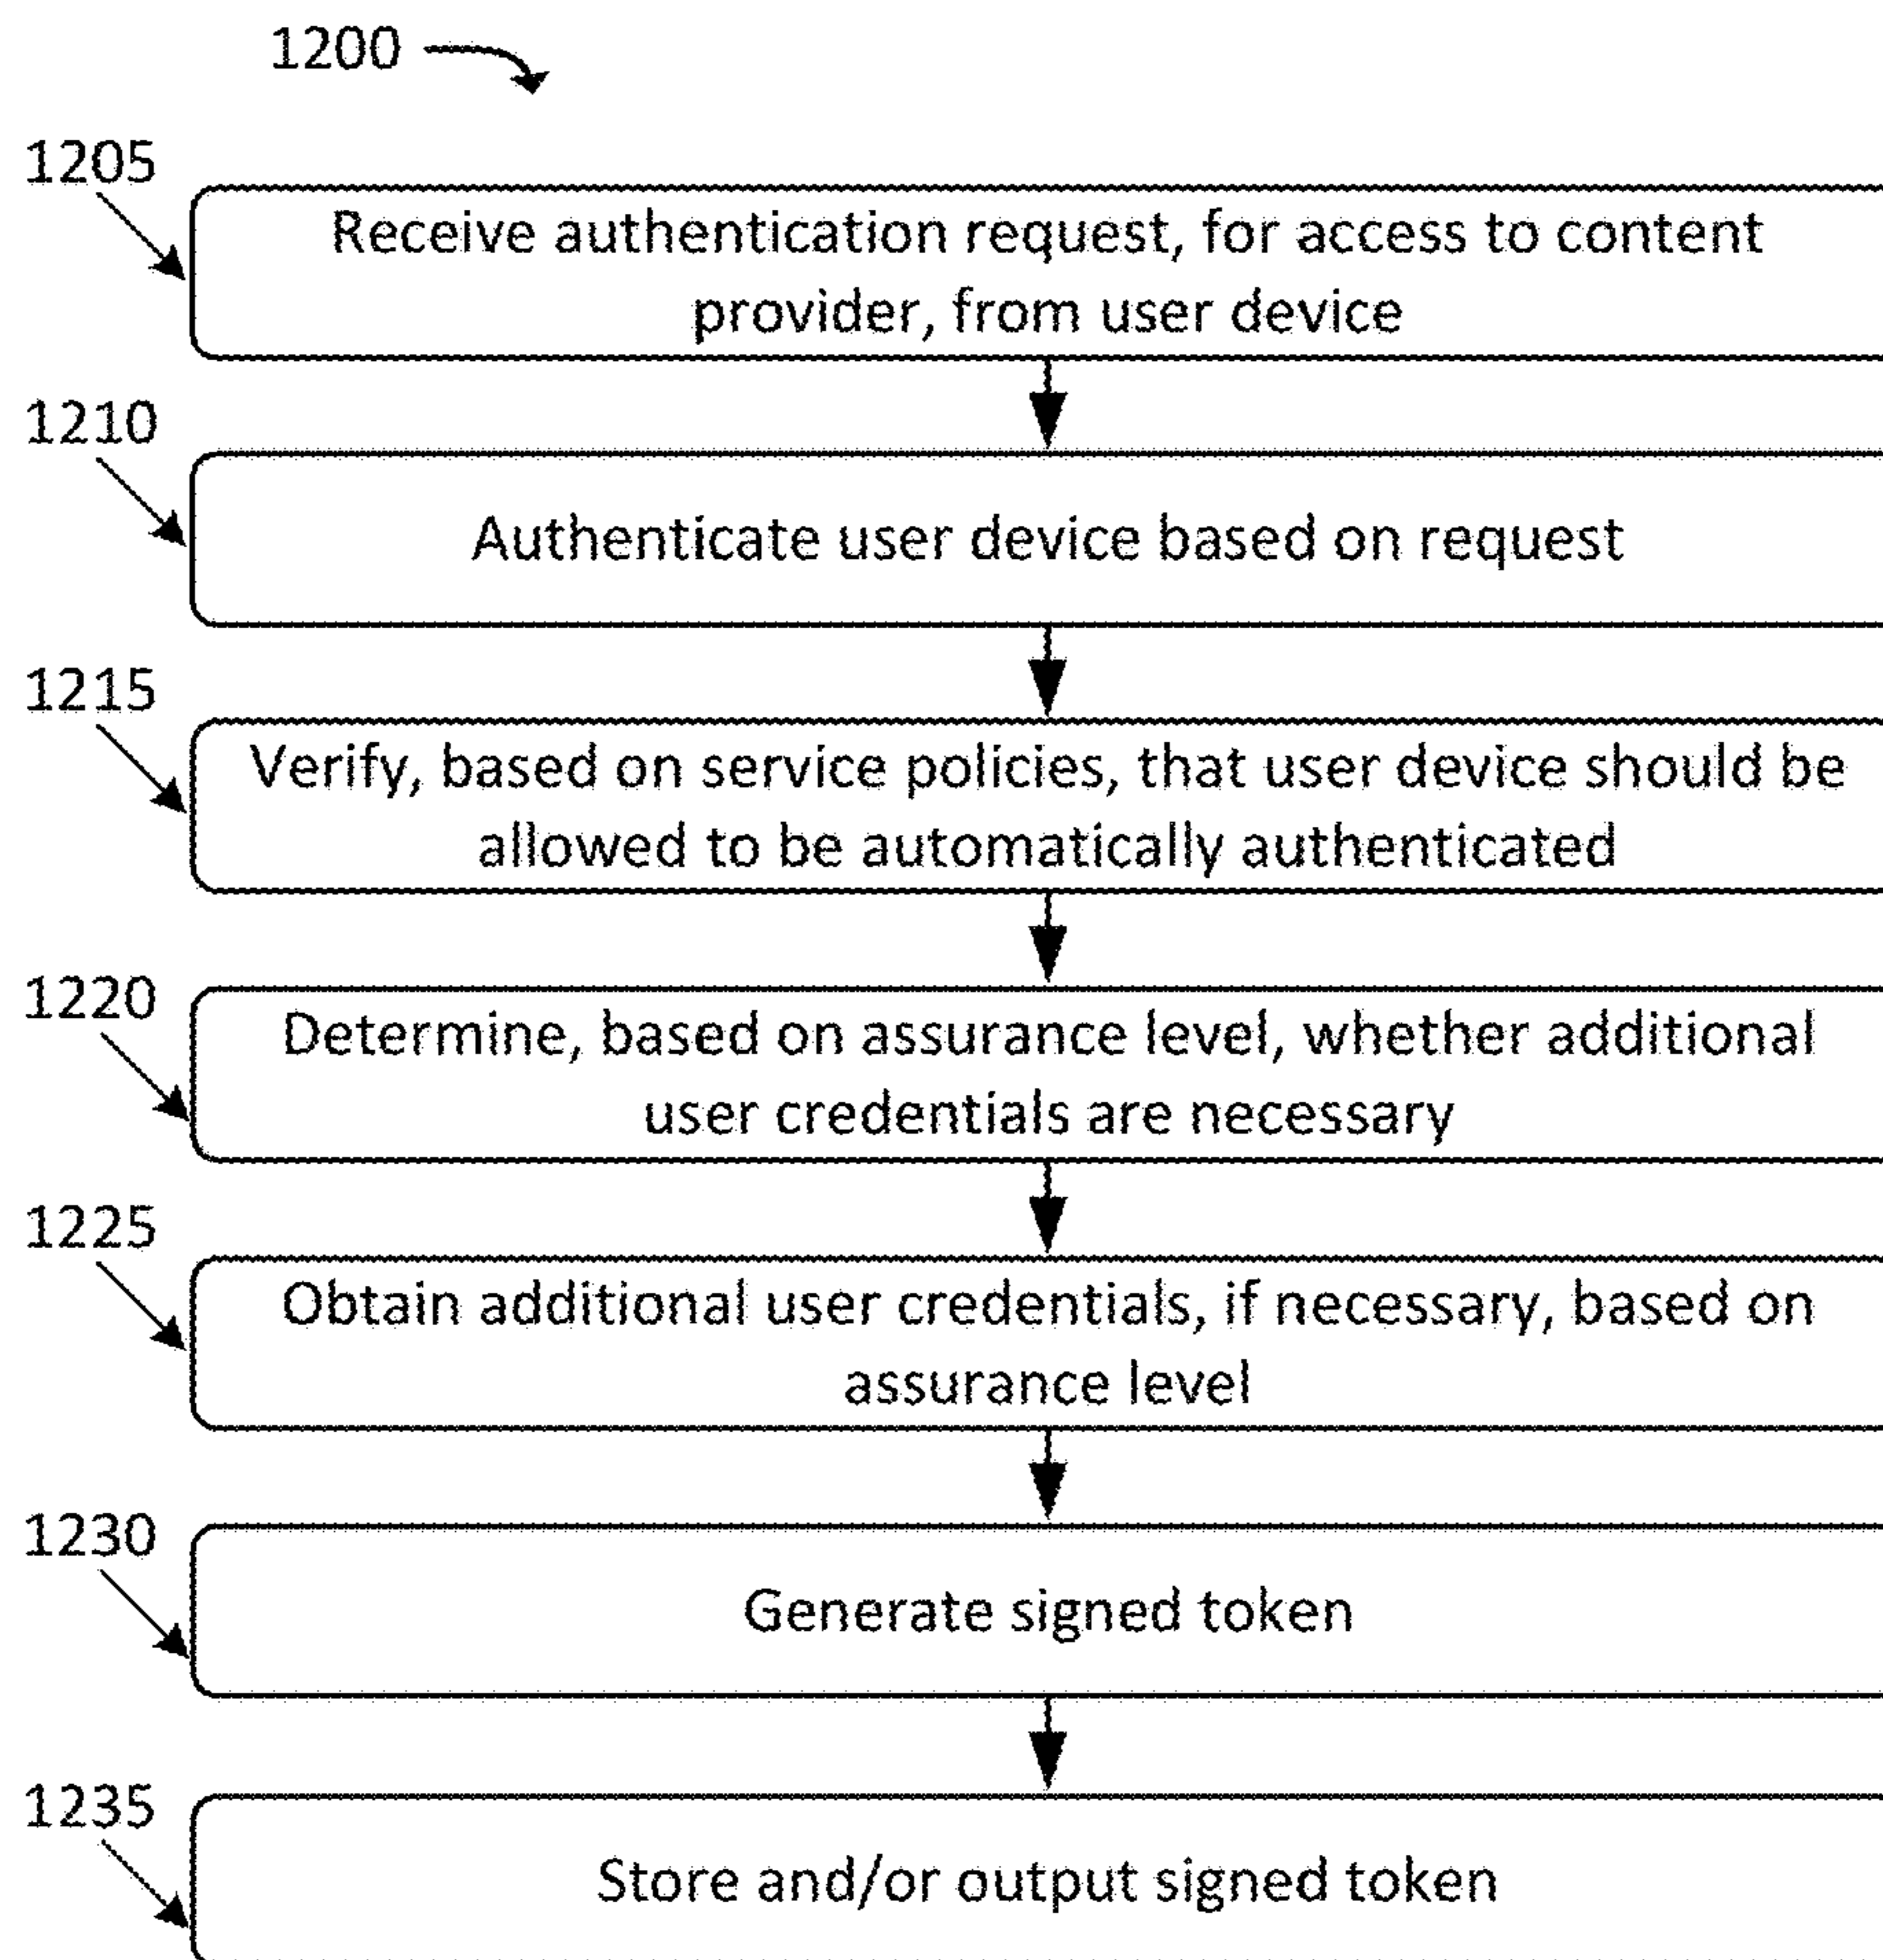 1200
1205
Receive authentication request, for access to content
provider, from user device
1210
Authenticate user device based on request
1215
Verify, based on service policies, that user device should be
allowed to be automatically authenticated
1220
Determine, based on assurance level, whether additional
user credentials are necessary
1225
Obtain additional user credentials, if necessary, based on
assurance level
1230
Generate signed token
1235
Store and/or output signed token